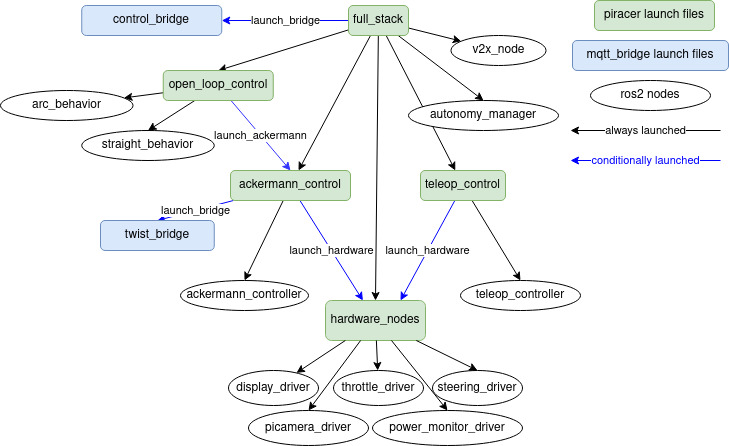 control_bridge
launch_bridge
full_stack
piracer launch files
v2x_node
mqtt_bridge launch files
open_loop_control
ros2 nodes
arc_behavior
autonomy_manager
straight_behavior
launch_ackermann
always launched
conditionally launched
ackermann_control
teleop_control
launch_bridge
twist_bridge
launch_hardware
launch_hardware
ackermann_controller
teleop_controller
hardware_nodes
display_driver
throttle_driver
steering_driver
picamera_driver
power_monitor_driver